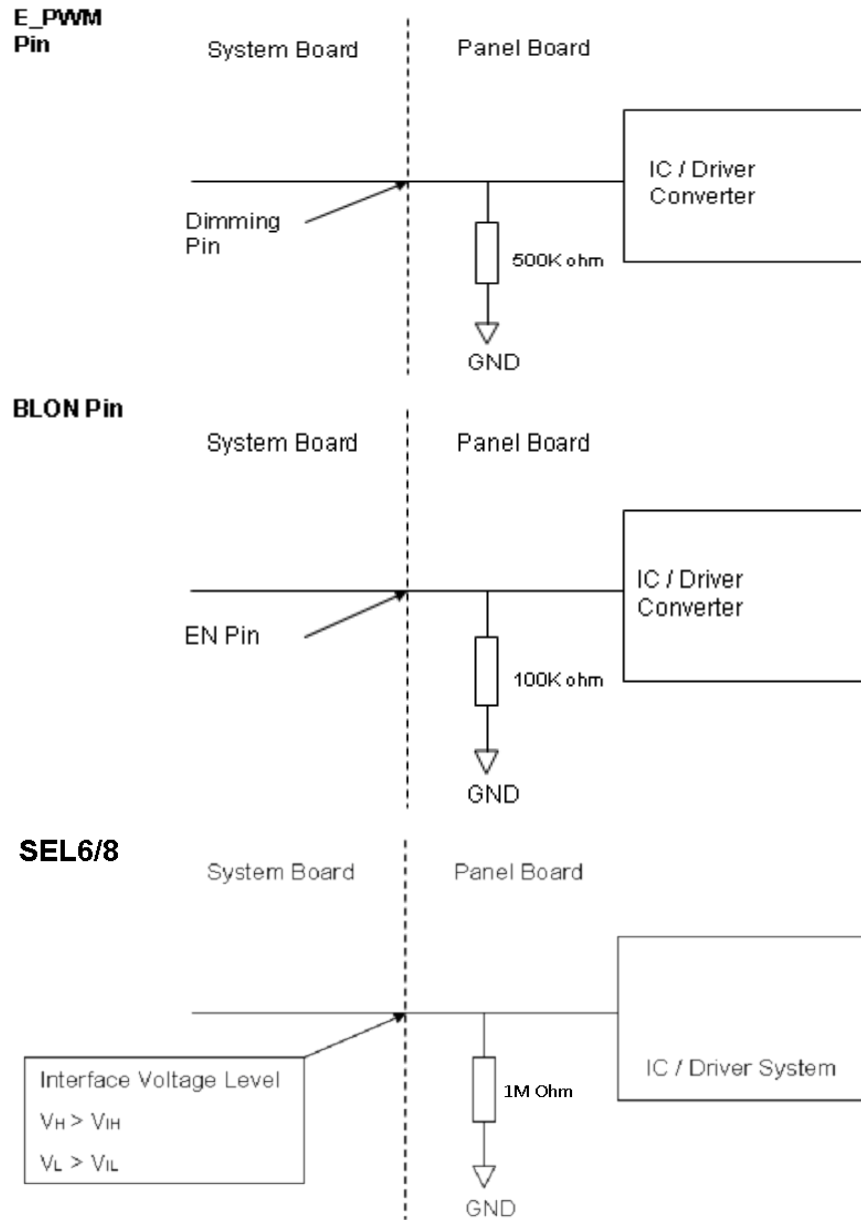 E_PWM
Pin
System Board
Panel Board
IC / Driver
Converter
Dimming
Pin
500K ohm
GND
BLON Pin
System Board
Panel Board
IC / Driver
Converter
EN Pin
100K ohm
GND
SEL6/8
System Board
Panel Board
Interface Voltage Level
VH > VIH
VL > VIL
1M Ohm
IC / Driver System
GND